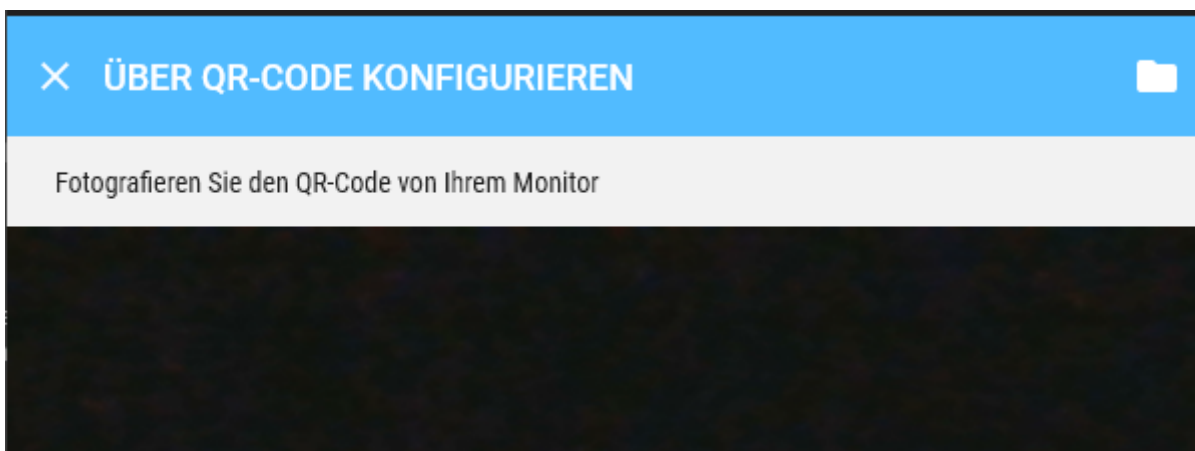 ÜBER QR-CODE KONFIGURIEREN
Fotografieren Sie den QR-Code von Ihrem Monitor